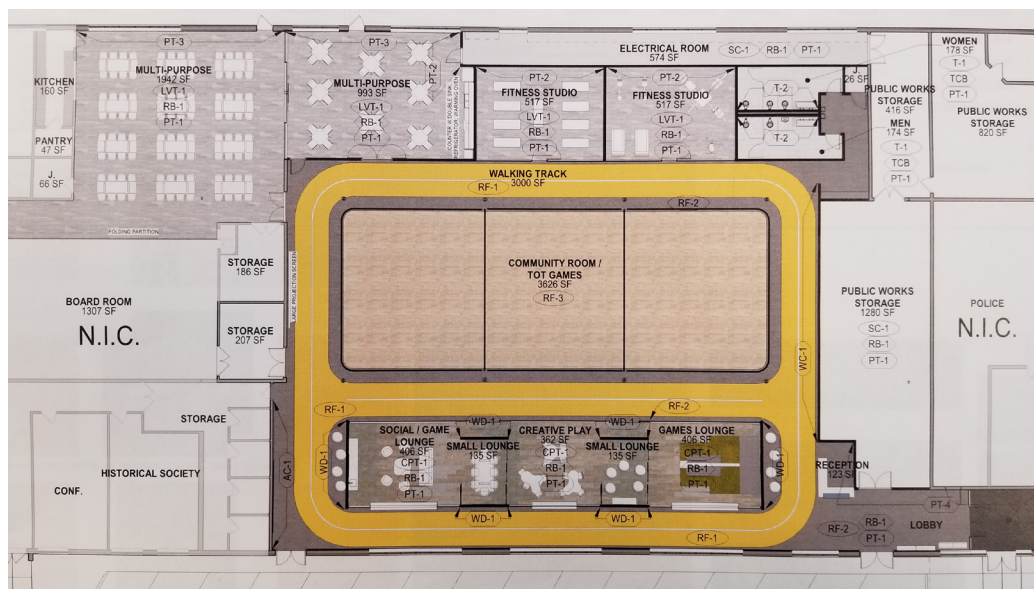 KITCHEN
160 SF
PANTRY
47 SF
J.
66 SF
PT-3
MULTI-PURPOSE
1942 SF
LVT-1
RB-1
PT-1
FOLDING PARTITION
PT-3
MULTI-PURPOSE
993 SF
LVT-1
RB-1
PT-1
PT-2
COUNTER W DOUBLE SINK,
REFRIGERATOR, WARMING OVEN
ELECTRICAL ROOM
574 SF
SC-1
RB-1
PT-1
PT-2
FITNESS STUDIO
517 SF
LVT-1
RB-1
PT-1
PT-2
FITNESS STUDIO
517 SF
LVT-1
RB-1
PT-1
T-2
T-2
J.
26 SF
PUBLIC WORKS
STORAGE
416 SF
MEN
174 SF
T-1
TCB
PT-1
WOMEN
178 SF
T-1
TCB
PT-1
PUBLIC WORKS
STORAGE
820 SF
WALKING TRACK
3000 SF
RF-1
RF-2
COMMUNITY ROOM /
TOT GAMES
3626 SF
RF-3
LARGE PROJECTION SCREEN
STORAGE
186 SF
STORAGE
207 SF
BOARD ROOM
1307 SF
N.I.C.
PUBLIC WORKS
STORAGE
1280 SF
SC-1
RB-1
PT-1
POLICE
N.I.C.
WC-1
STORAGE
HISTORICAL SOCIETY
CONF.
AC-1
RF-1
WD-1
SOCIAL / GAME
LOUNGE
406 SF
CPT-1
RB-1
PT-1
WD-1
SMALL LOUNGE
135 SF
WD-1
CREATIVE PLAY
362 SF
CPT-1
RB-1
PT-1
WD-1
SMALL LOUNGE
135 SF
WD-1
RF-2
GAMES LOUNGE
406 SF
CPT-1
RB-1
PT-1
WD-1
RF-1
RECEPTION
123 SF
RF-2
RB-1
PT-1
LOBBY
PT-4